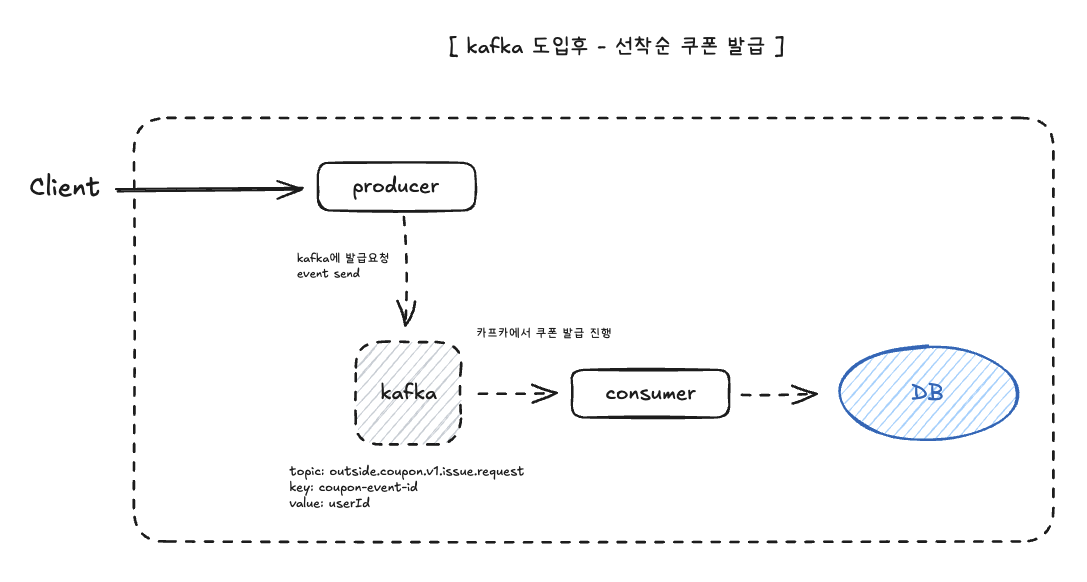 [ kafka 도입후 - 선착순 쿠폰 발급 ]
Client
producer
kafka에 발급요청
event send
카프카에서 쿠폰 발급 진행
kafka
consumer
DB
topic: outside.coupon.v1.issue.request
key: coupon-event-id
value: userId